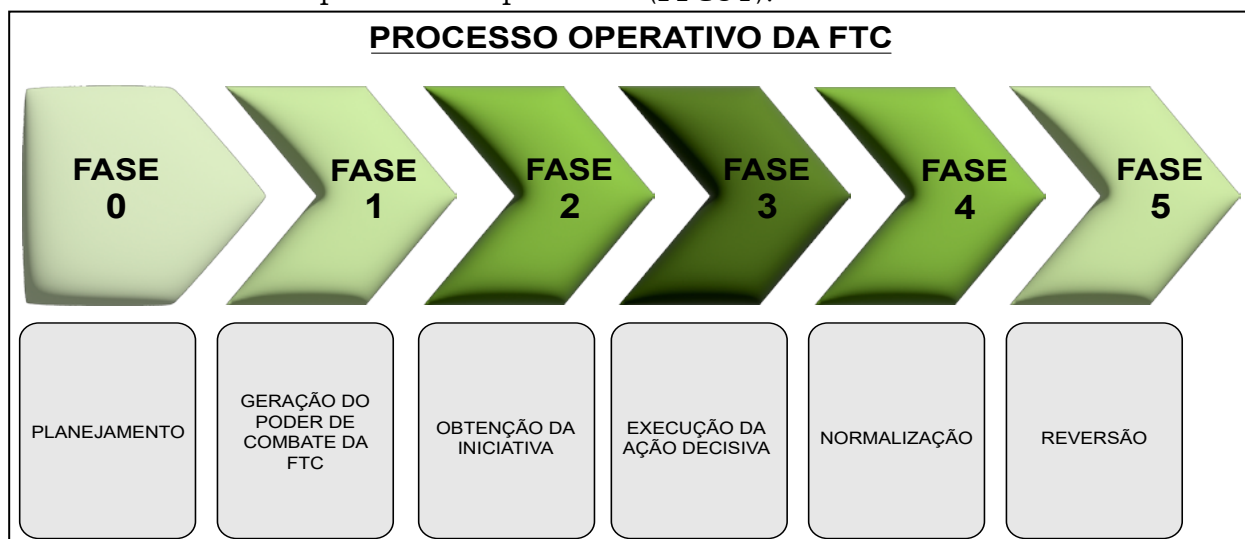 PROCESSO OPERATIVO DA FTC
FASE
0
FASE
1
FASE
2
FASE
3
FASE
4
FASE
5
PLANEJAMENTO
GERAÇÃO DO
PODER DE
COMBATE DA
FTC
OBTENÇÃO DA
INICIATIVA
EXECUÇÃO DA
AÇÃO DECISIVA
NORMALIZAÇÃO
REVERSÃO